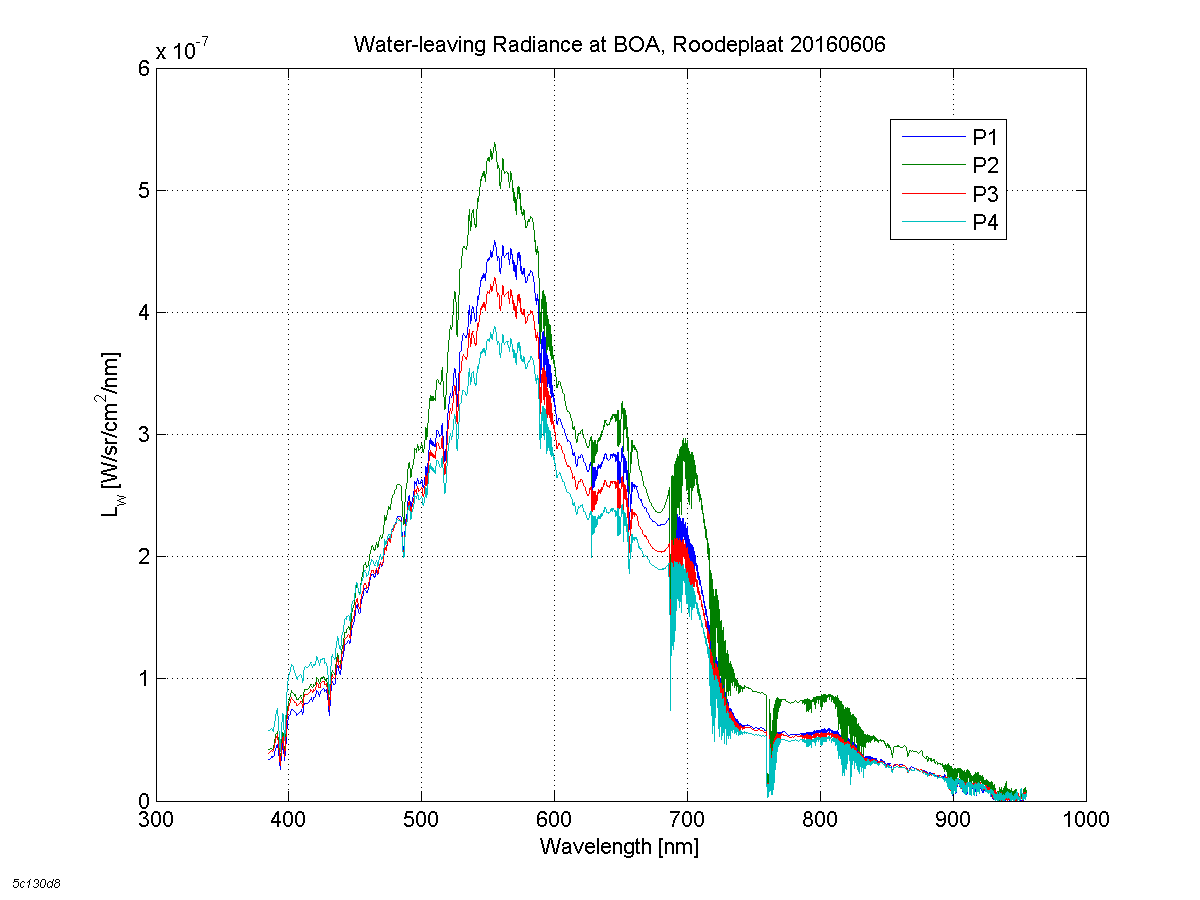 Water-leaving Radiance at BOA, Roodeplaat 20160606
x 10^-7
6
5
4
3
2
1
0
L_w [W/sr/cm^2/nm]
300 400 500 600 700 800 900 1000
Wavelength [nm]
P1
P2
P3
P4
5c130d8